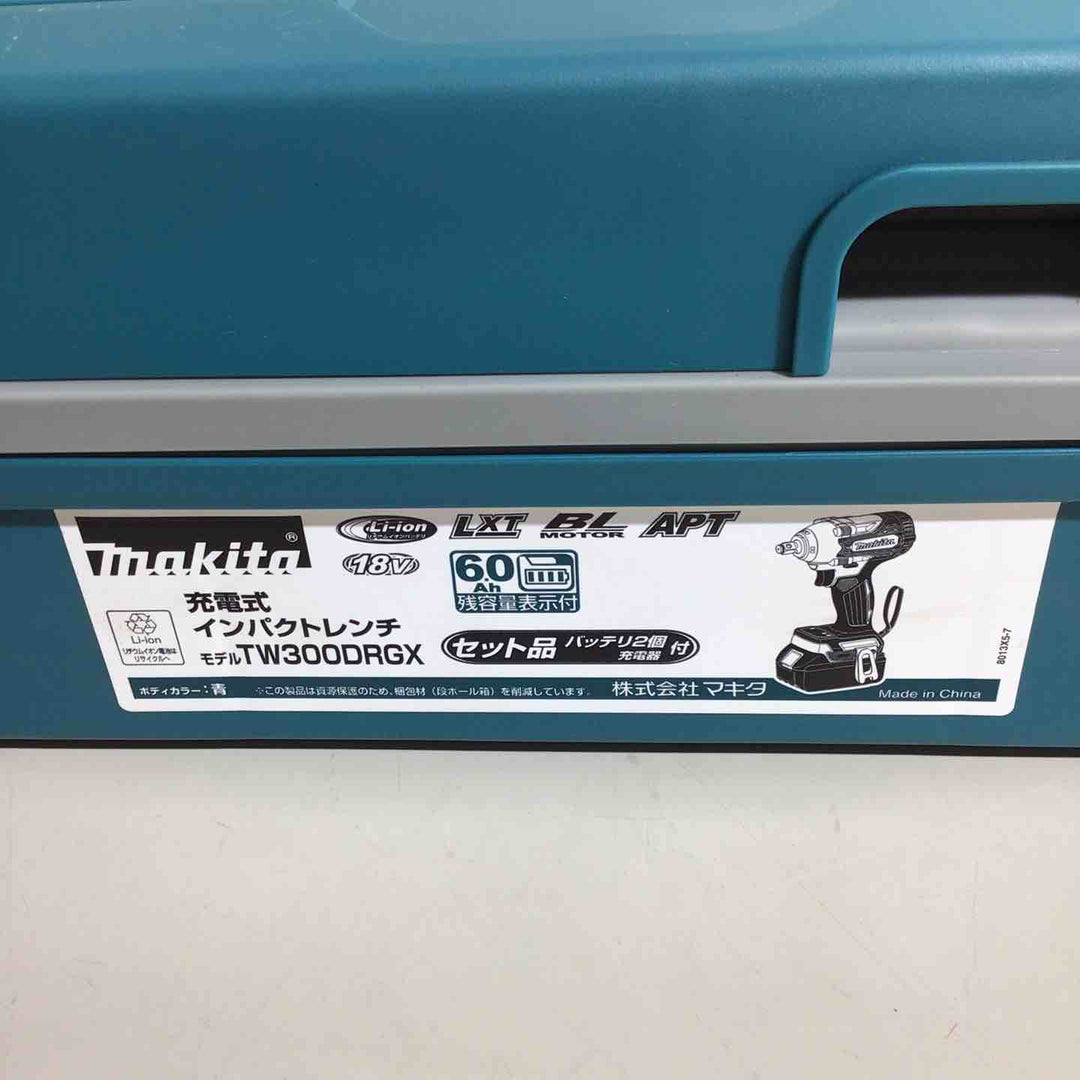 makita®
Li-ion
リチウムイオンバッテリ
LXT
BL
MOTOR
APT
18V
6.0
Ah
残容量表示付
充電式
インパクトレンチ
モデルTW300DRGX
セット品 バッテリ2個 付
充電器
Li-ion
リチウムイオン電池は
リサイクルへ
makita
8013X5-7
ボディカラー：青
◇この製品は資源保護のため、梱包材（段ボール箱）を削減しています。
株式会社マキタ
Made in China